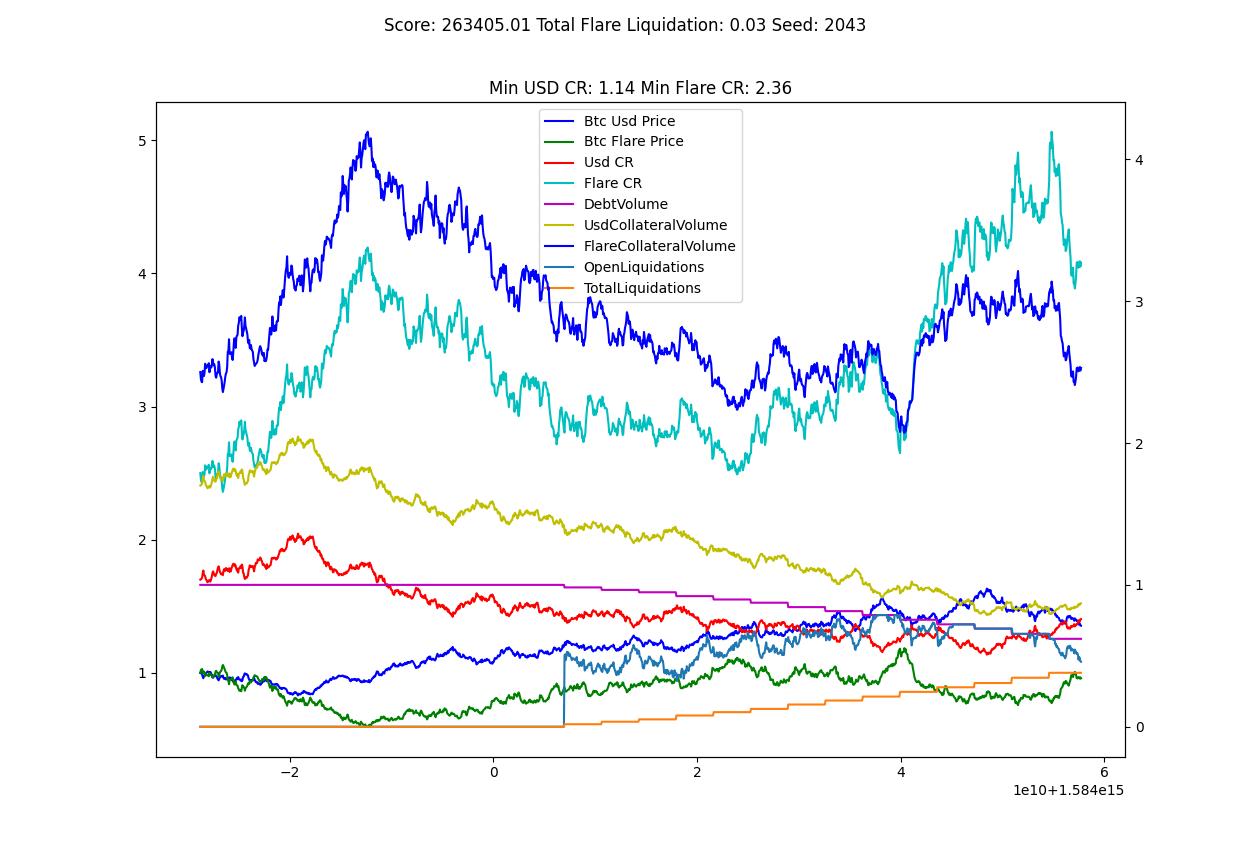 Score: 263405.01 Total Flare Liquidation: 0.03 Seed: 2043
Min USD CR: 1.14 Min Flare CR: 2.36
Btc Usd Price
Btc Flare Price
Usd CR
Flare CR
DebtVolume
UsdCollateralVolume
FlareCollateralVolume
OpenLiquidations
TotalLiquidations
5
4
3
2
1
4
3
2
1
0
−2 0 2 4 6
1e10+1.584e15